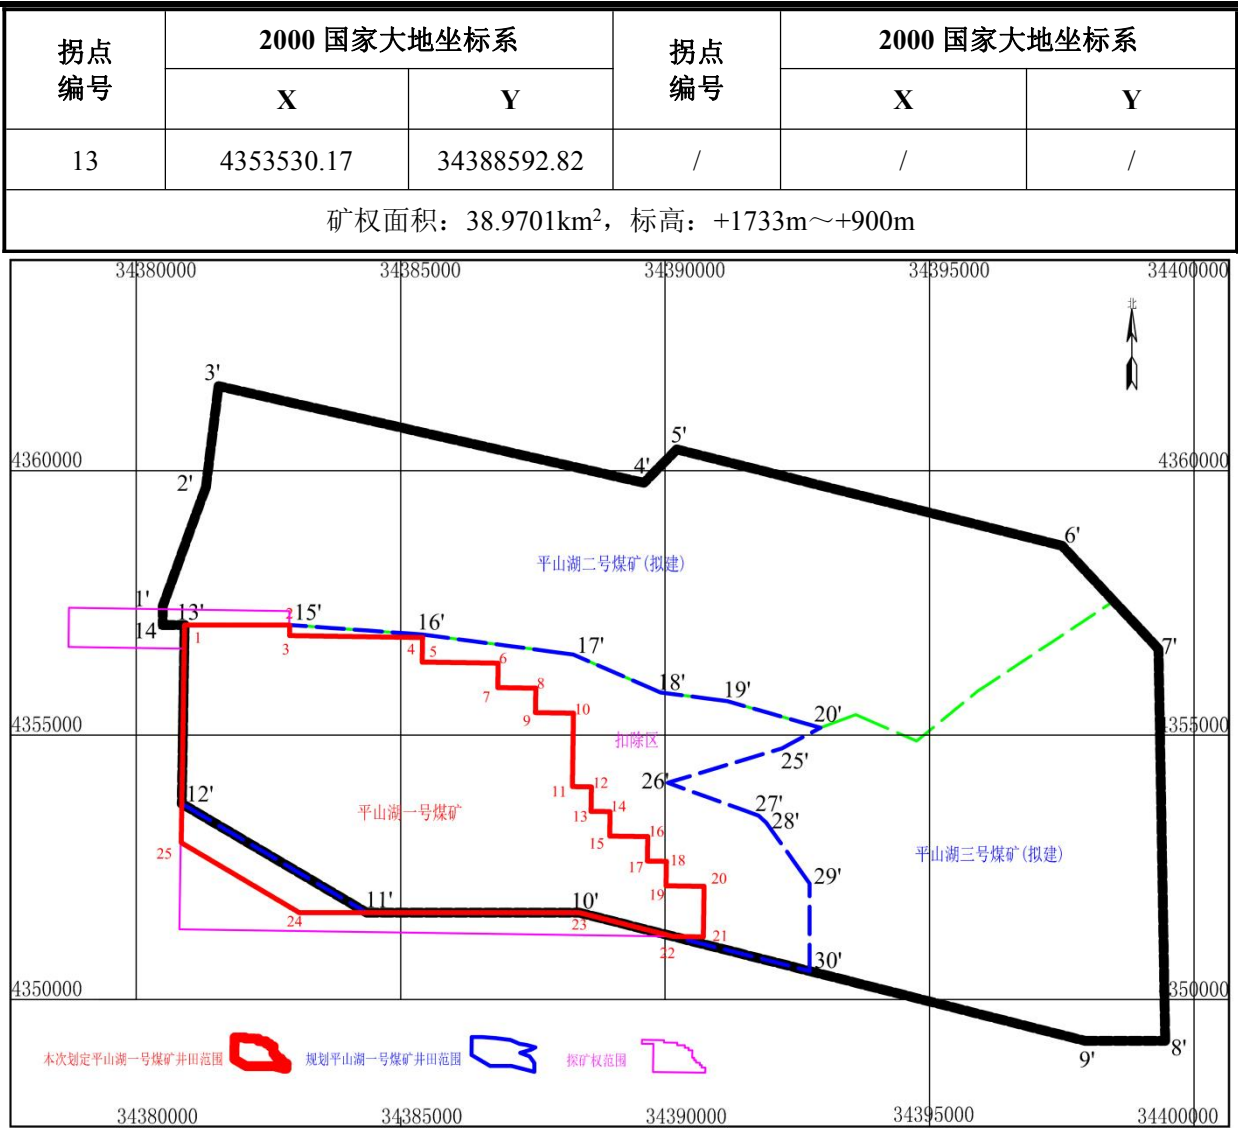 拐点编号 2000 国家大地坐标系 拐点编号 2000 国家大地坐标系
X Y X Y
13 4353530.17 34388592.82 / / /
矿权面积：38.9701km²，标高：+1733m～+900m
34380000 34385000 34390000 34395000 34400000
北
3'
5'
4360000 4' 4360000
2'
6'
平山湖二号煤矿(拟建)
1' 13' 2 15' 16'
14' 1 3 4 5 6 17' 7'
7 8 18' 19'
9 10 20'
4355000 扣除区 4355000
25'
26'
12' 11 12 27'
平山湖一号煤矿 13 14 28'
15 16
25 17 18 平山湖三号煤矿(拟建)
19 20 29'
11' 10'
24 23 21
22 30'
4350000 4350000
9' 8'
本次划定平山湖一号煤矿井田范围 规划平山湖一号煤矿井田范围 探矿权范围
34380000 34385000 34390000 34395000 34400000